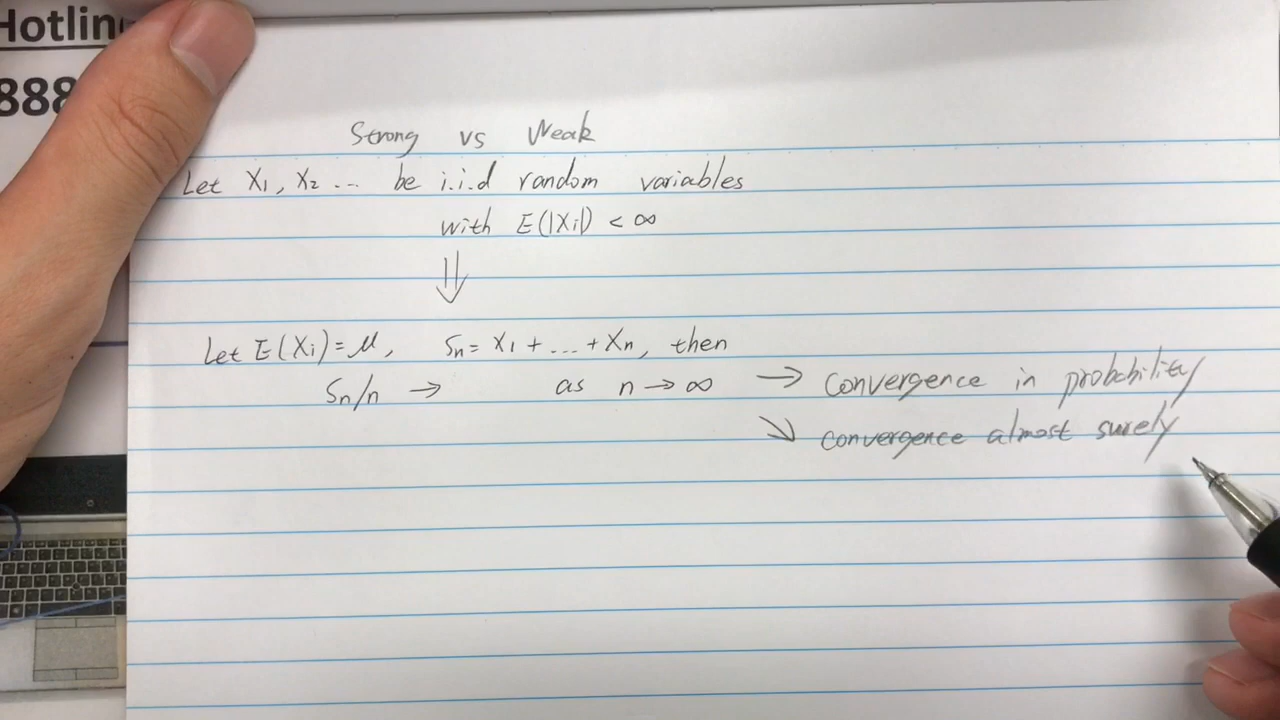 Hotlin
888
Strong vs Weak
Let X₁, X₂ ... be i.i.d random variables
with E(|Xi|) < ∞
⇓
Let E(Xi) = μ, Sn = X₁ + ... + Xn, then
Sn/n → as n → ∞ → convergence in probability
↘ convergence almost surely